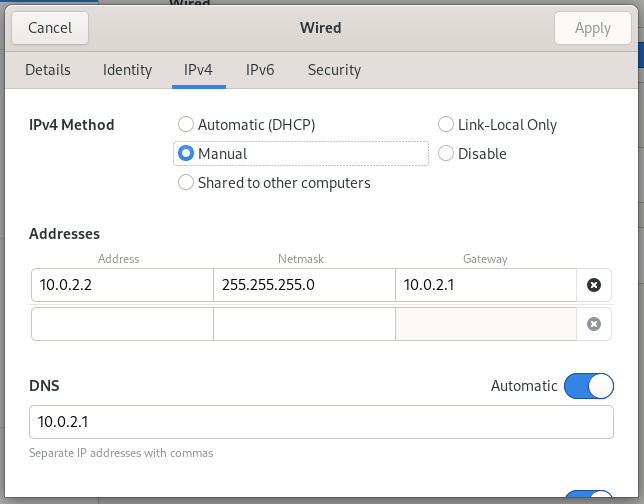 Wired
Cancel Wired Apply
Details Identity IPv4 IPv6 Security
IPv4 Method Automatic (DHCP) Link-Local Only
Manual Disable
Shared to other computers
Addresses
Address Netmask Gateway
10.0.2.2 255.255.255.0 10.0.2.1
DNS Automatic
10.0.2.1
Separate IP addresses with commas